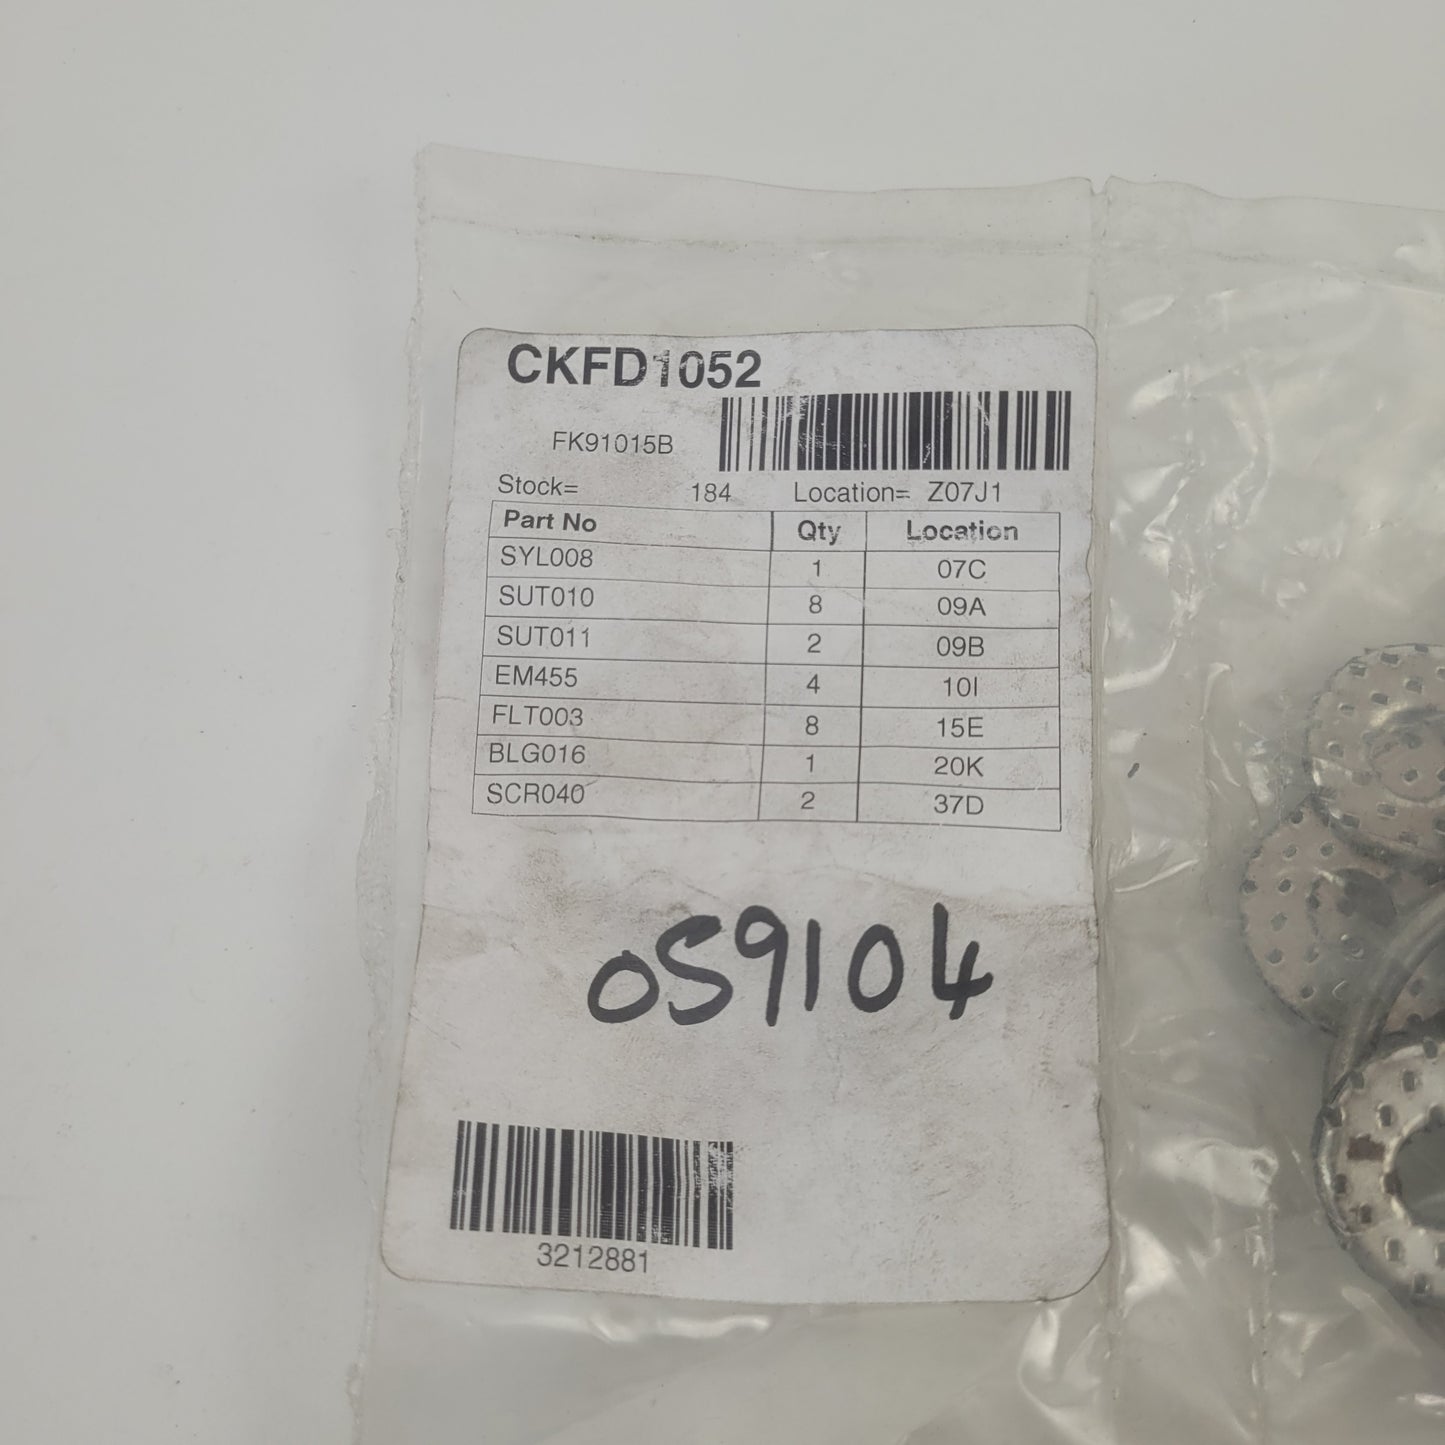 CKFD1052
FK91015B
Stock= 184 Location= Z07J1
Part No Qty Location
SYL008 1 07C
SUT010 8 09A
SUT011 2 09B
EM455 4 10I
FLT003 8 15E
BLG016 1 20K
SCR040 2 37D
OS9104
3212881